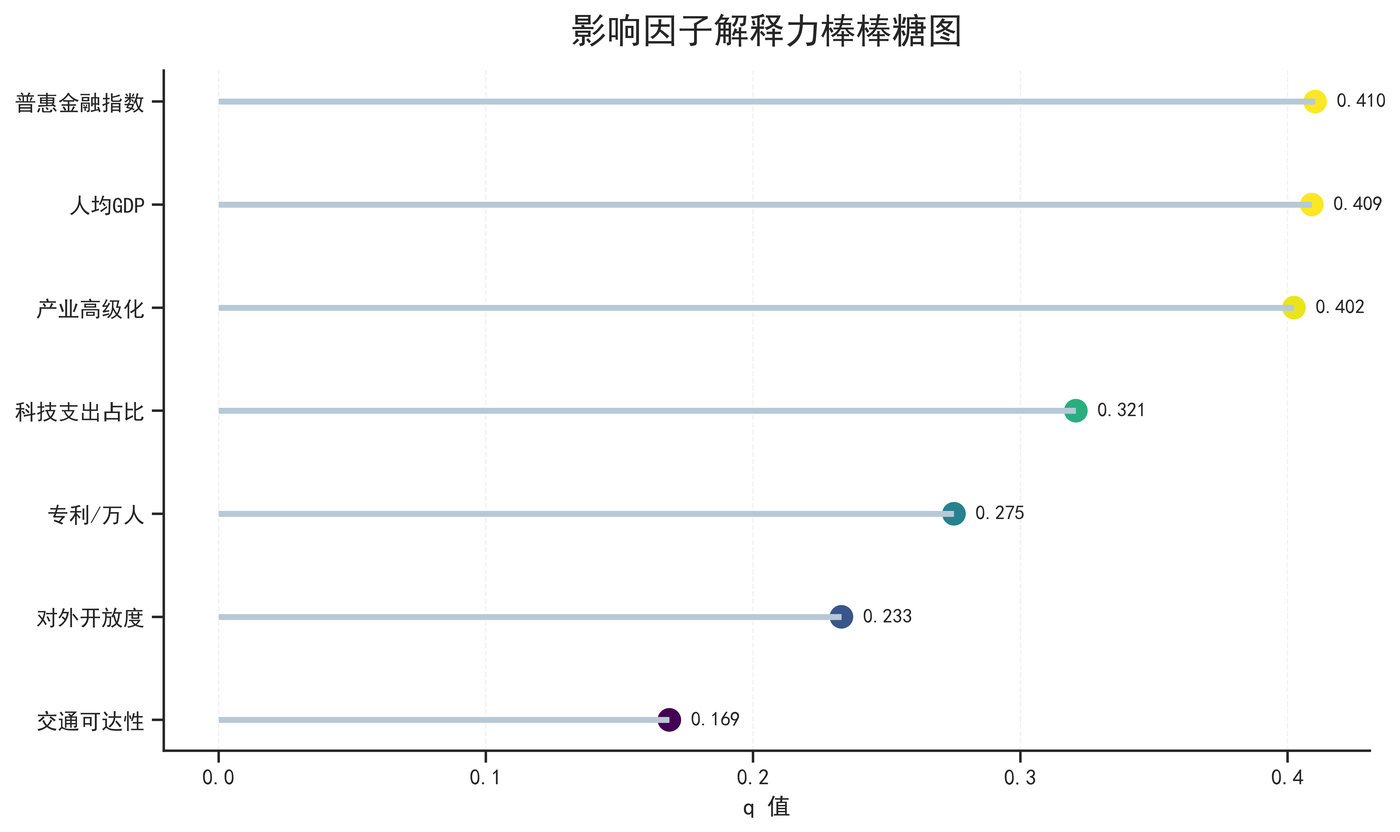 影响因子解释力棒棒糖图
普惠金融指数 0.410
人均GDP 0.409
产业高级化 0.402
科技支出占比 0.321
专利/万人 0.275
对外开放度 0.233
交通可达性 0.169
0.0 0.1 0.2 0.3 0.4
q 值